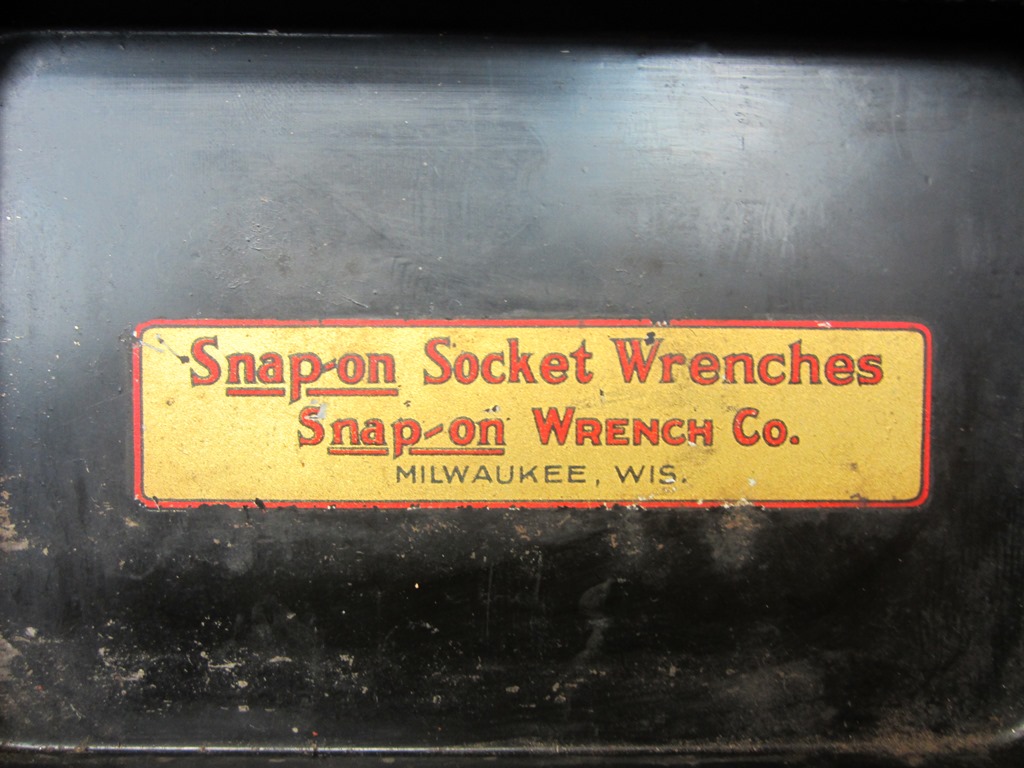 Snap-on Socket Wrenches
Snap-on WRENCH CO.
MILWAUKEE, WIS.